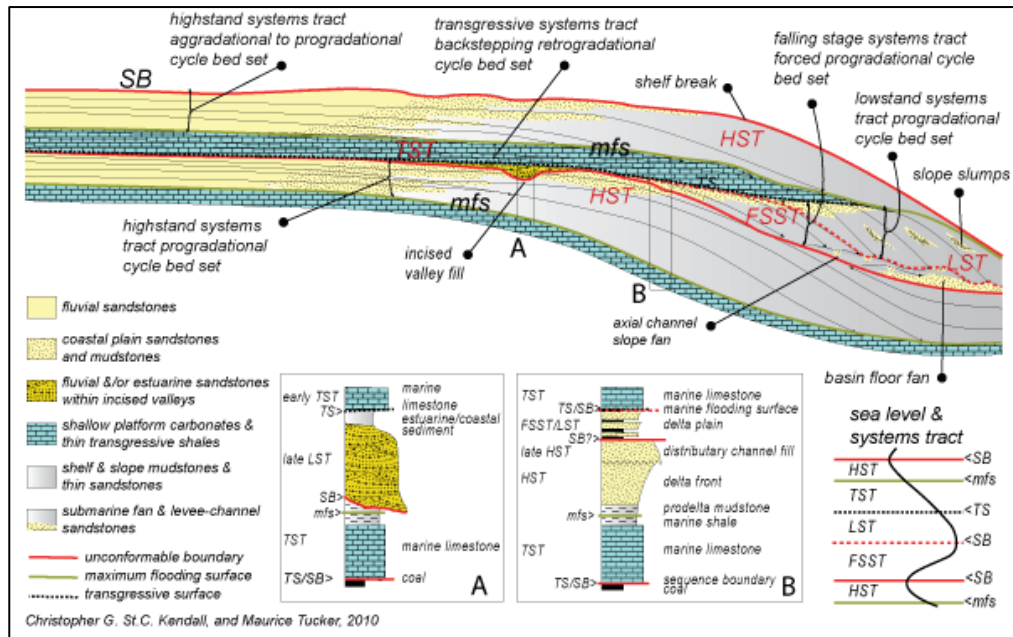 highstand systems tract
aggradational to progradational
cycle bed set
transgressive systems tract
backstepping retrogradational
cycle bed set
falling stage systems tract
forced progradational cycle
bed set
shelf break
lowstand systems
tract progradational
cycle bed set
slope slumps
SB
HST
TST
mfs
TS
mfs
HST
FSST
LST
highstand systems
tract progradational
cycle bed set
incised
valley fill
A
B
axial channel
slope fan
basin floor fan
fluvial sandstones
coastal plain sandstones
and mudstones
fluvial &/or estuarine sandstones
within incised valleys
shallow platform carbonates &
thin transgressive shales
shelf & slope mudstones &
thin sandstones
submarine fan & levee-channel
sandstones
unconformable boundary
maximum flooding surface
transgressive surface
early TST
marine
limestone
TS>
estuarine/coastal
sediment
late LST
SB>
mfs>
TST
marine limestone
TS/SB>
coal
A
TST
marine limestone
TS/SB>
marine flooding surface
FSST/LST
delta plain
SB?>
late HST
distributary channel fill
HST
delta front
mfs>
prodelta mudstone
marine shale
TST
marine limestone
TS/SB>
sequence boundary
coal
B
sea level &
systems tract
<SB
HST
<mfs
TST
<TS
LST
<SB
FSST
<SB
HST
<mfs
Christopher G. St.C. Kendall, and Maurice Tucker, 2010